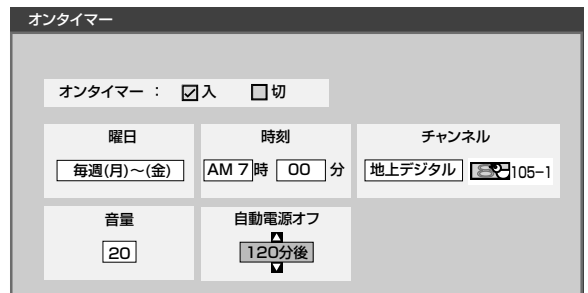 オンタイマー
オンタイマー : 入 切
曜日 時刻 チャンネル
毎週(月)~(金) AM 7時 00 分 地上デジタル 105-1
音量 自動電源オフ
20 120分後